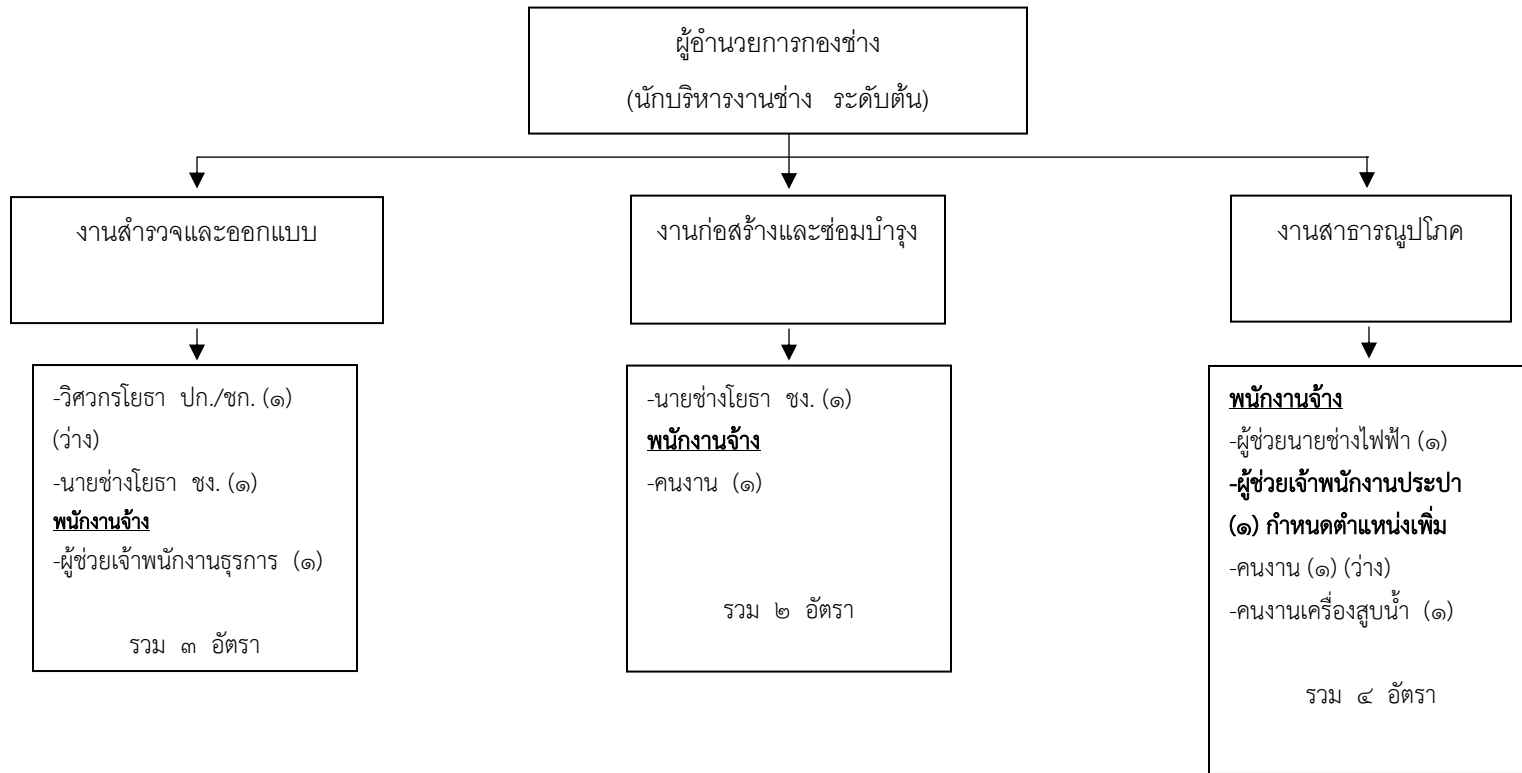 ผู้อำนวยการกองช่าง
(นักบริหารงานช่าง ระดับต้น)
งานสำรวจและออกแบบ
-วิศวกรโยธา ปก./ชก. (๑)
(ว่าง)
-นายช่างโยธา ชง. (๑)
พนักงานจ้าง
-ผู้ช่วยเจ้าพนักงานธุรการ (๑)
รวม ๓ อัตรา
งานก่อสร้างและซ่อมบำรุง
-นายช่างโยธา ชง. (๑)
พนักงานจ้าง
-คนงาน (๑)
รวม ๒ อัตรา
งานสาธารณูปโภค
พนักงานจ้าง
-ผู้ช่วยนายช่างไฟฟ้า (๑)
-ผู้ช่วยเจ้าพนักงานประปา
(๑) กำหนดตำแหน่งเพิ่ม
-คนงาน (๑) (ว่าง)
-คนงานเครื่องสูบน้ำ (๑)
รวม ๔ อัตรา